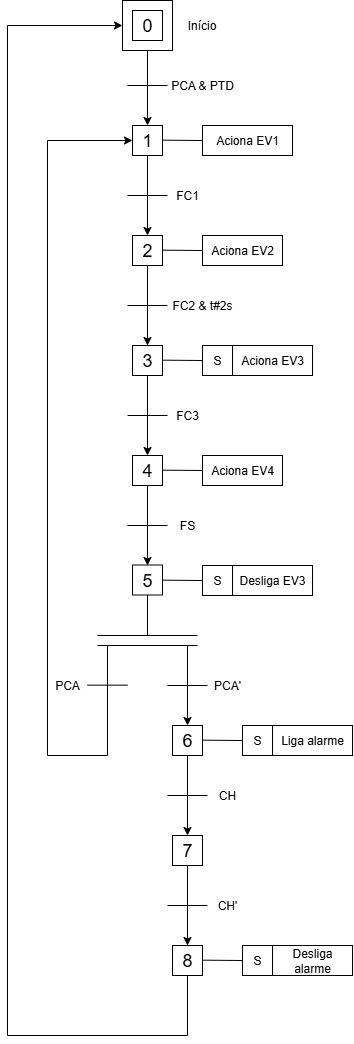 0
Início
PCA & PTD
1
Aciona EV1
FC1
2
Aciona EV2
FC2 & t#2s
3
S
Aciona EV3
FC3
4
Aciona EV4
FS
5
S
Desliga EV3
PCA
PCA'
6
S
Liga alarme
CH
7
CH'
8
S
Desliga
alarme